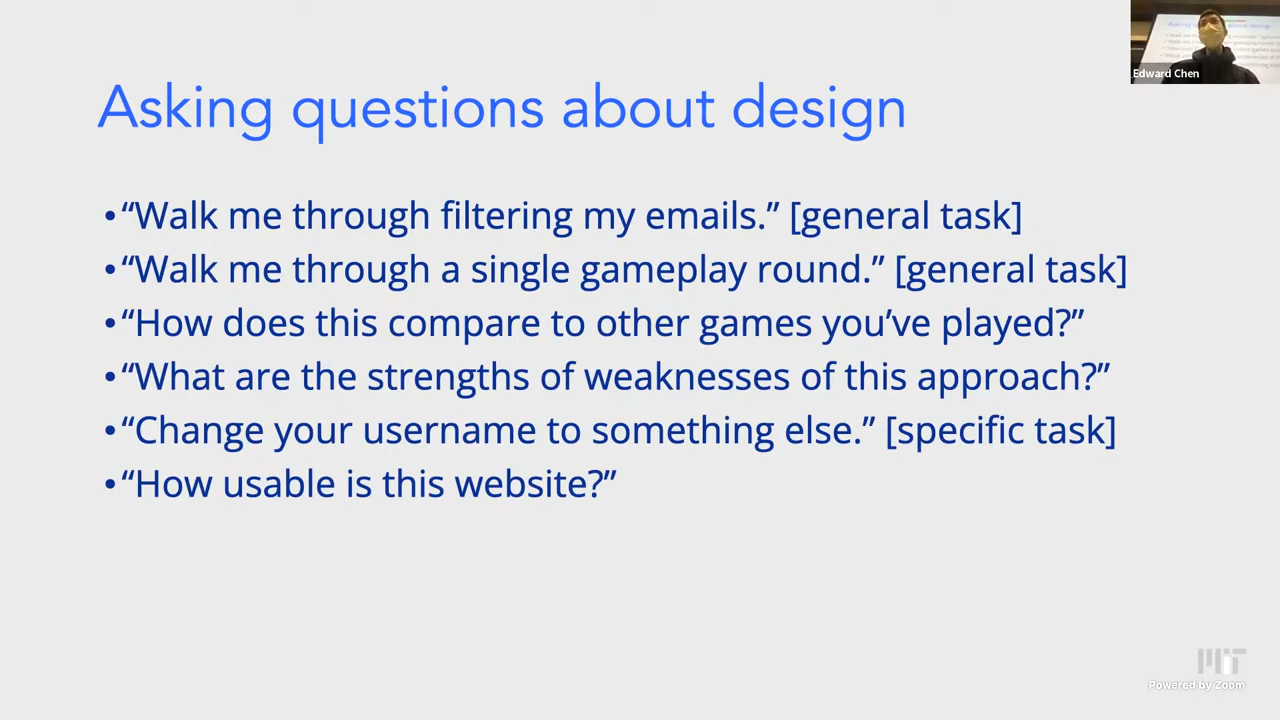 Asking questions about design
Edward Chen
•“Walk me through filtering my emails.” [general task]
•“Walk me through a single gameplay round.” [general task]
•“How does this compare to other games you’ve played?”
•“What are the strengths of weaknesses of this approach?”
•“Change your username to something else.” [specific task]
•“How usable is this website?”
MIT
Powered by Zoom